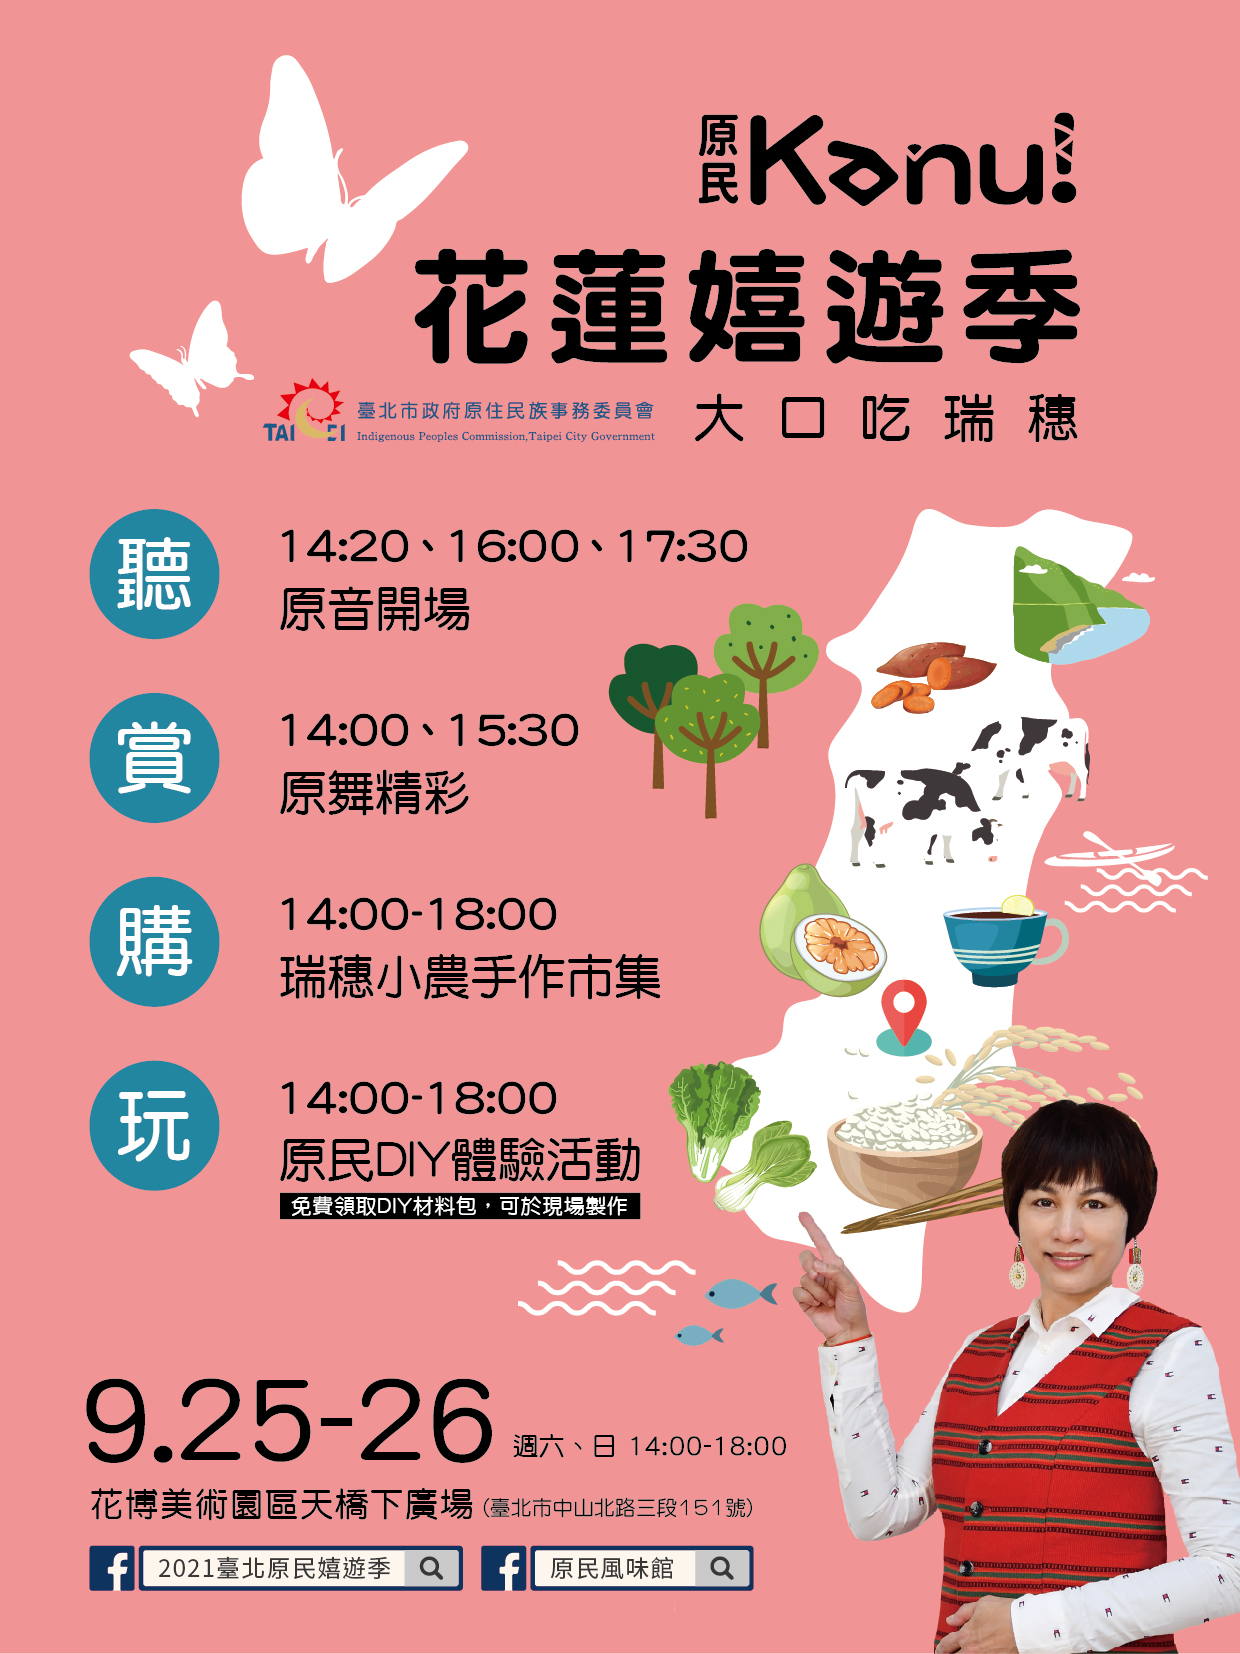 原民Kanu!
花蓮嬉遊季
大口吃瑞穗
TAIPEI
臺北市政府原住民族事務委員會
Indigenous Peoples Commission,Taipei City Government
聽
14:20、16:00、17:30
原音開場
賞
14:00、15:30
原舞精彩
購
14:00-18:00
瑞穗小農手作市集
玩
14:00-18:00
原民DIY體驗活動
免費領取DIY材料包，可於現場製作
9.25-26 週六、日 14:00-18:00
花博美術園區天橋下廣場（臺北市中山北路三段151號）
f 2021臺北原民嬉遊季
f 原民風味館